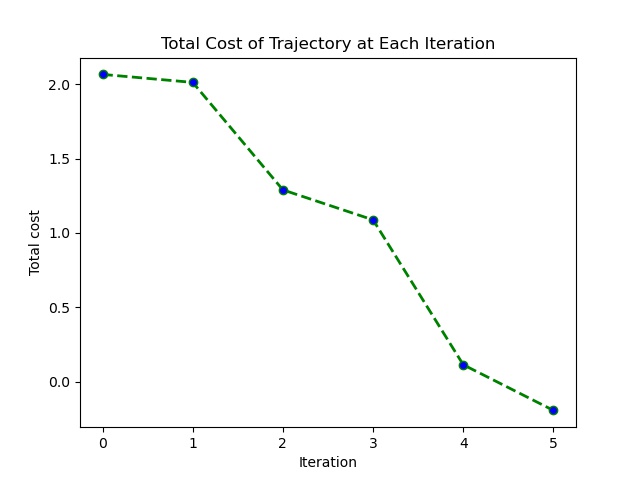 Total Cost of Trajectory at Each Iteration
2.0
1.5
1.0
0.5
0.0
Total cost
0 1 2 3 4 5
Iteration